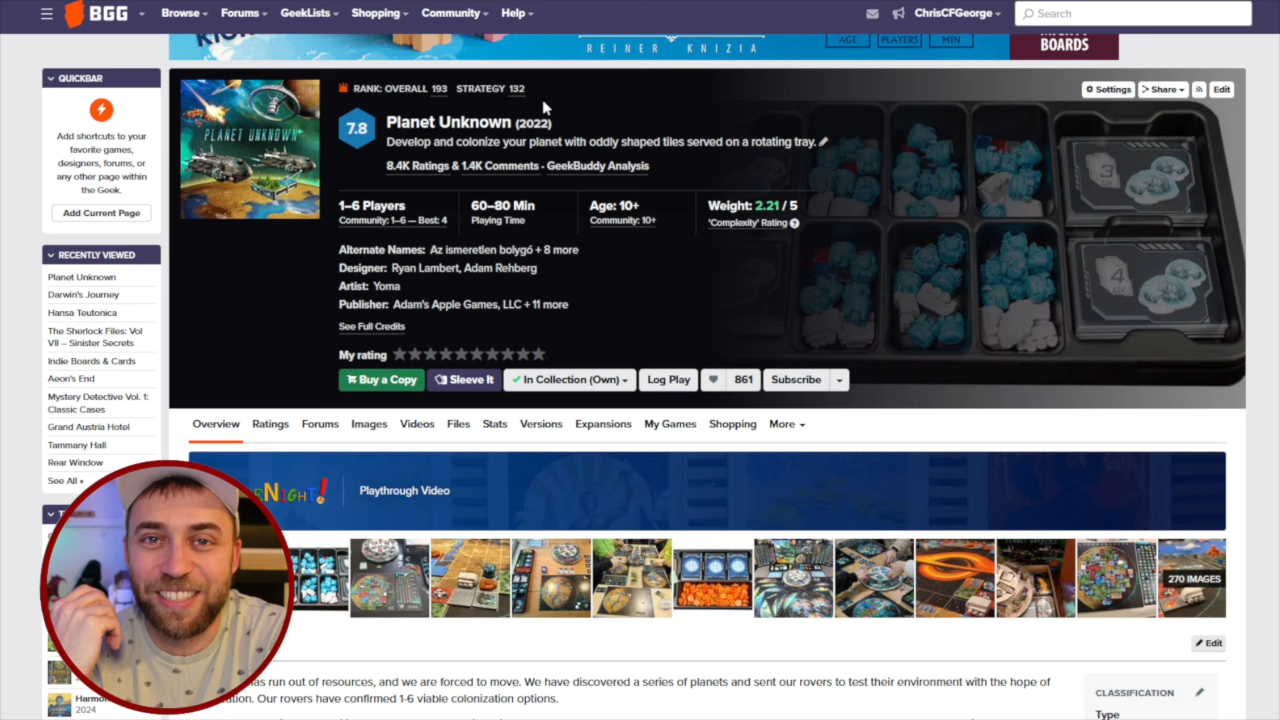 BGG
Browse
Forums
GeekLists
Shopping
Community
Help
ChrisCFGeorge
Search
REINER KNIZIA
AGE
PLAYERS
MIN
BOARDS
QUICKBAR
Add shortcuts to your
favorite games,
designers, forums, or
any other page within
the Geek.
Add Current Page
RECENTLY VIEWED
Planet Unknown
Darwin's Journey
Hansa Teutonica
The Sherlock Files: Vol
VII – Sinister Secrets
Indie Boards & Cards
Aeon's End
Mystery Detective Vol. 1:
Classic Cases
Grand Austria Hotel
Tammany Hall
Rear Window
See All »
PLANET UNKNOWN
RANK: OVERALL 193 STRATEGY 132
Settings
Share
Edit
7.8
Planet Unknown (2022)
Develop and colonize your planet with oddly shaped tiles served on a rotating tray.
8.4K Ratings & 1.4K Comments · GeekBuddy Analysis
1–6 Players
Community: 1–6 — Best: 4
60–80 Min
Playing Time
Age: 10+
Community: 10+
Weight: 2.21 / 5
'Complexity' Rating
3
4
Alternate Names: Az ismeretlen bolygó + 8 more
Designer: Ryan Lambert, Adam Rehberg
Artist: Yoma
Publisher: Adam's Apple Games, LLC + 11 more
See Full Credits
My rating
Buy a Copy
Sleeve It
In Collection (Own)
Log Play
861
Subscribe
Overview
Ratings
Forums
Images
Videos
Files
Stats
Versions
Expansions
My Games
Shopping
More
eNIGHT!
Playthrough Video
270 IMAGES
Edit
as run out of resources, and we are forced to move. We have discovered a series of planets and sent our rovers to test their environment with the hope of
tion. Our rovers have confirmed 1-6 viable colonization options.
CLASSIFICATION
Type
Harmo
2024